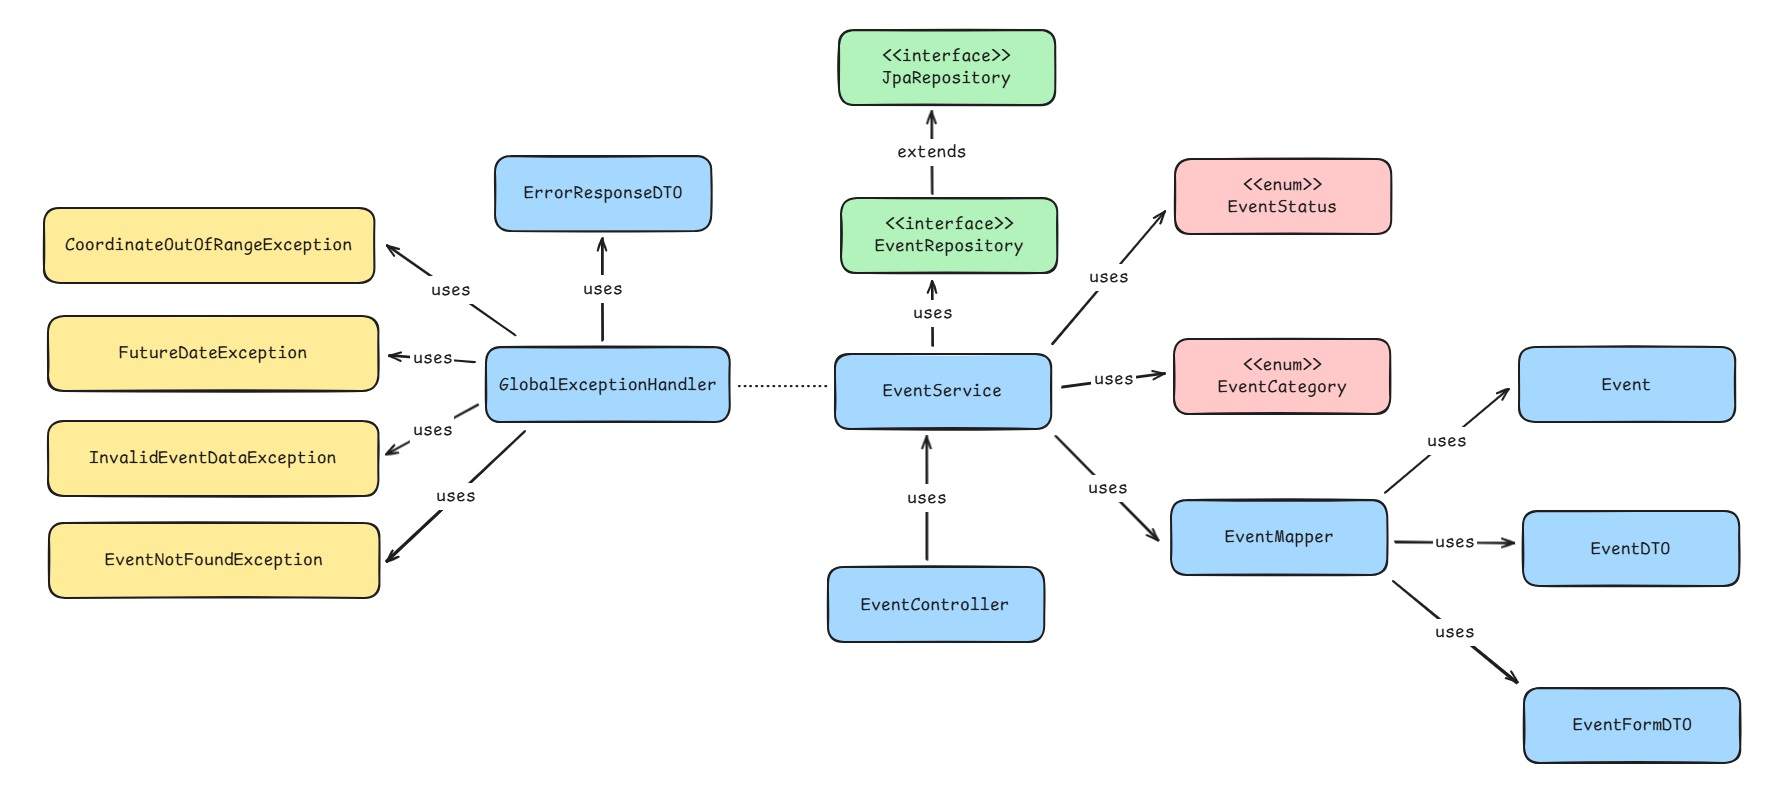 <<interface>>
JpaRepository
extends
ErrorResponseDTO
<<enum>>
EventStatus
CoordinateOutOfRangeException
<<interface>>
EventRepository
uses
uses
uses
uses
FutureDateException
uses
GlobalExceptionHandler
EventService
uses
<<enum>>
EventCategory
Event
uses
uses
InvalidEventDataException
uses
uses
uses
EventNotFoundException
EventMapper
uses
EventDTO
EventController
uses
EventFormDTO